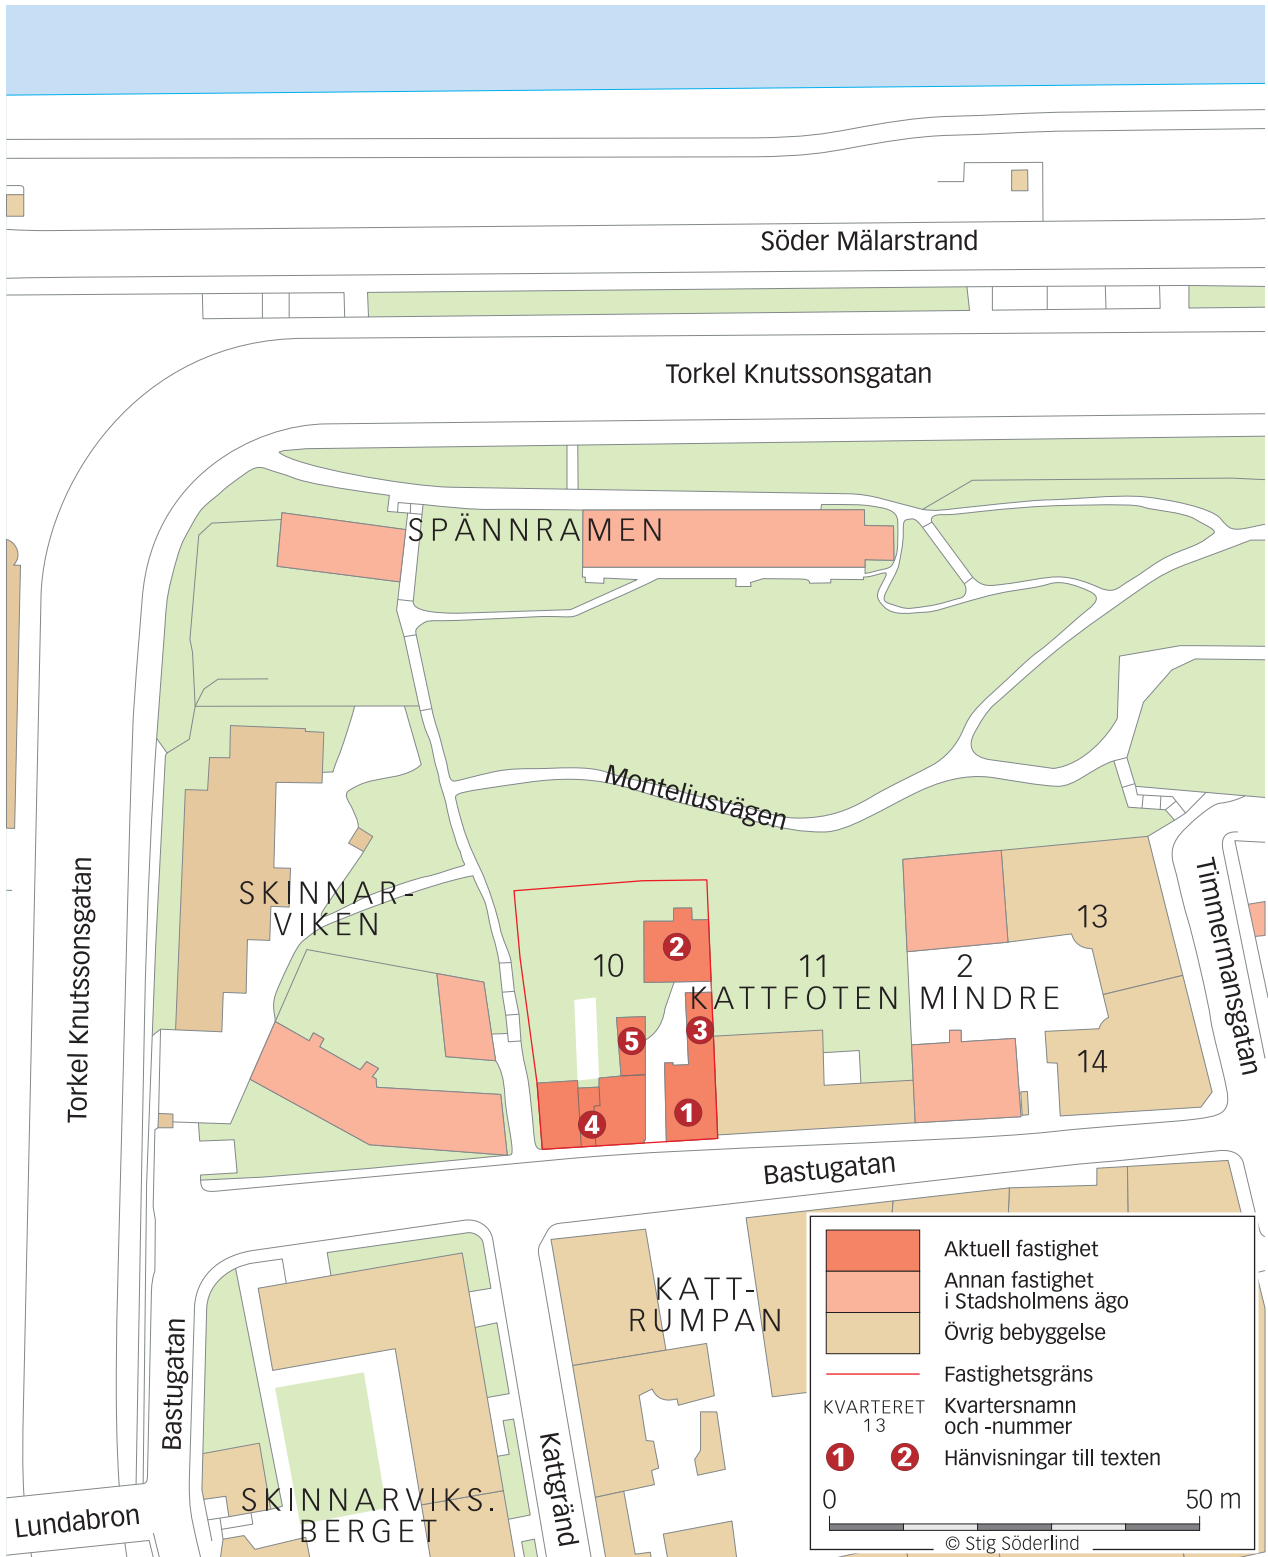 Söder Mälarstrand
Torkel Knutssonsgatan
SPÄNNRAMEN
Monteliusvägen
Torkel Knutssonsgatan
SKINNAR-
VIKEN
Timmermansgatan
13
10
2
11
2
KATTFOTEN MINDRE
3
5
14
1
4
Bastugatan
KATT-
RUMPAN
Bastugatan
Kattgränd
SKINNARVIKS.
BERGET
Lundabron
Aktuell fastighet
Annan fastighet
i Stadsholmens ägo
Övrig bebyggelse
Fastighetsgräns
KVARTERET
13
Kvartersnamn
och -nummer
1 2 Hänvisningar till texten
0 50 m
© Stig Söderlind